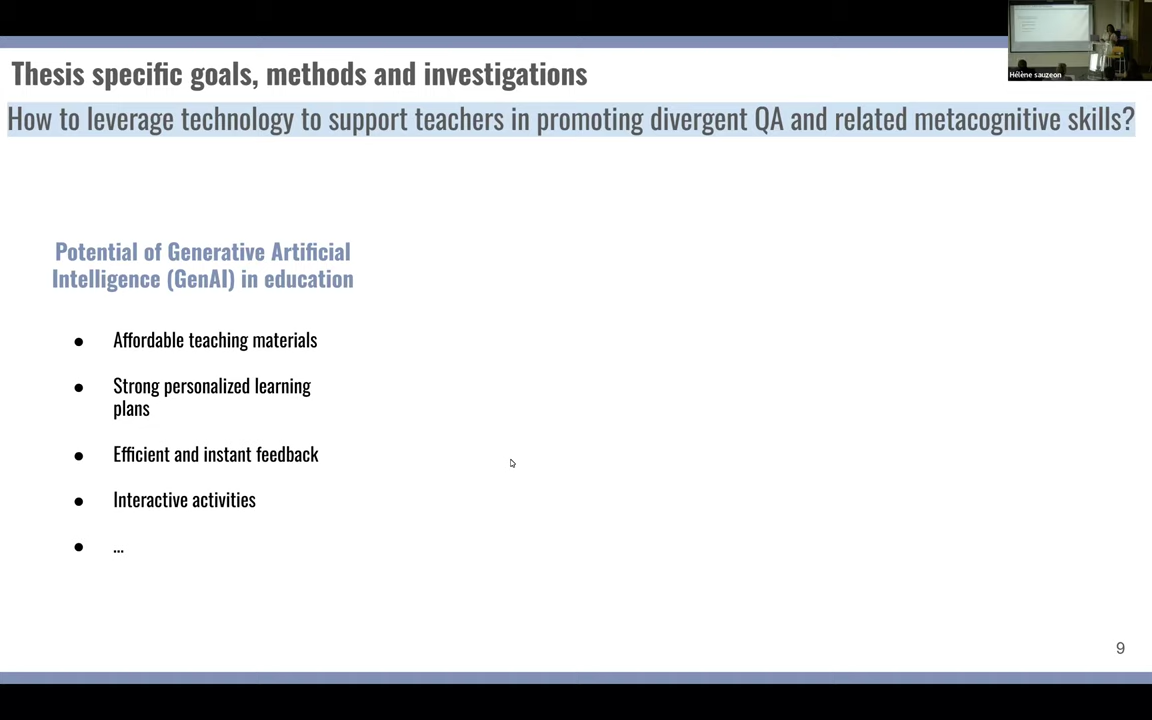 Hélène sauzeon
Thesis specific goals, methods and investigations
How to leverage technology to support teachers in promoting divergent QA and related metacognitive skills?
Potential of Generative Artificial
Intelligence (GenAI) in education
● Affordable teaching materials
● Strong personalized learning
plans
● Efficient and instant feedback
● Interactive activities
● ...
9